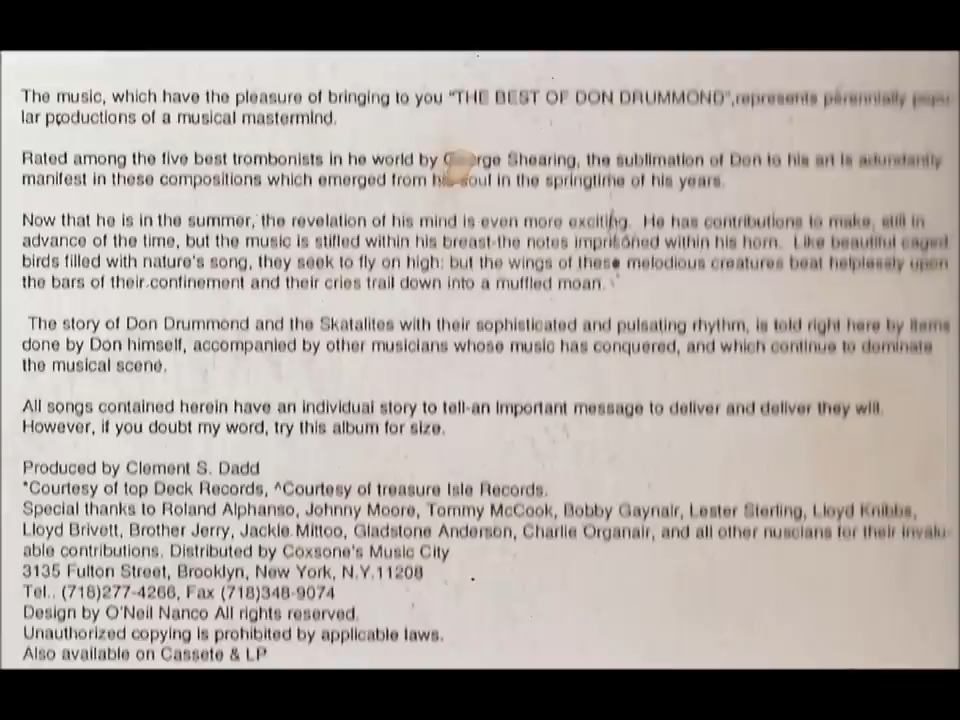 The music, which have the pleasure of bringing to you "THE BEST OF DON DRUMMOND",represents perennially popu
lar productions of a musical mastermind.
Rated among the five best trombonists in he world by George Shearing, the sublimation of Don to his art is adundantly
manifest in these compositions which emerged from his soul in the springtime of his years.
Now that he is in the summer, the revelation of his mind is even more exciting. He has contributions to make, still in
advance of the time, but the music is stifled within his breast-the notes imprisoned within his horn. Like beautiful caged
birds filled with nature's song, they seek to fly on high; but the wings of these melodious creatures beat helplessly upon
the bars of their confinement and their cries trail down into a muffled moan.
The story of Don Drummond and the Skatalites with their sophisticated and pulsating rhythm, is told right here by items
done by Don himself, accompanied by other musicians whose music has conquered, and which continue to dominate
the musical scene.
All songs contained herein have an individual story to tell-an important message to deliver and deliver they will.
However, if you doubt my word, try this album for size.
Produced by Clement S. Dadd
*Courtesy of top Deck Records, ^Courtesy of treasure Isle Records.
Special thanks to Roland Alphanso, Johnny Moore, Tommy McCook, Bobby Gaynair, Lester Sterling, Lloyd Knibbs,
Lloyd Brivett, Brother Jerry, Jackie Mittoo, Gladstone Anderson, Charlie Organair, and all other nuscians for their invalu-
able contributions. Distributed by Coxsone's Music City
3135 Fulton Street, Brooklyn, New York, N.Y.11208
Tel.. (718)277-4266, Fax (718)348-9074
Design by O'Neil Nanco All rights reserved.
Unauthorized copying is prohibited by applicable laws.
Also available on Cassete & LP